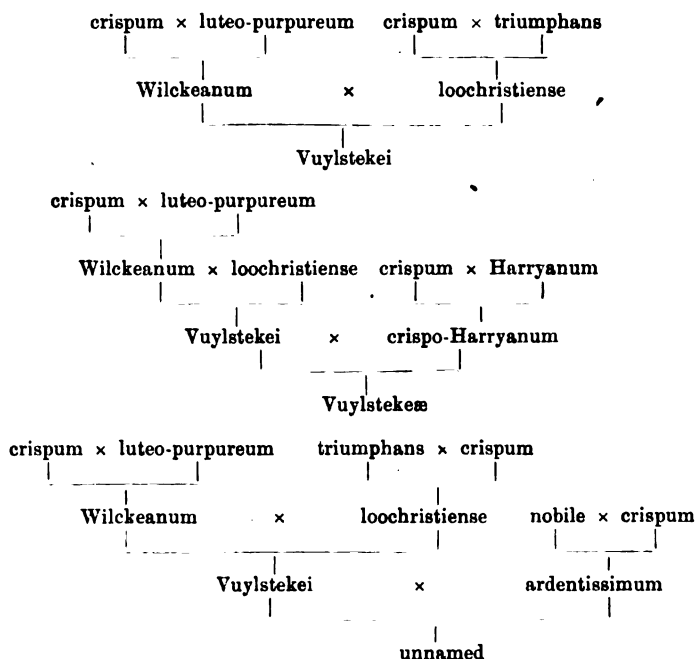 crispum × luteo-purpureum crispum × triumphans
Wilckeanum × loochristiense
Vuylstekei
crispum × luteo-purpureum
Wilckeanum × loochristiense crispum × Harryanum
Vuylstekei × crispo-Harryanum
Vuylstekeæ
crispum × luteo-purpureum triumphans × crispum
Wilckeanum × loochristiense nobile × crispum
Vuylstekei × ardentissimum
unnamed